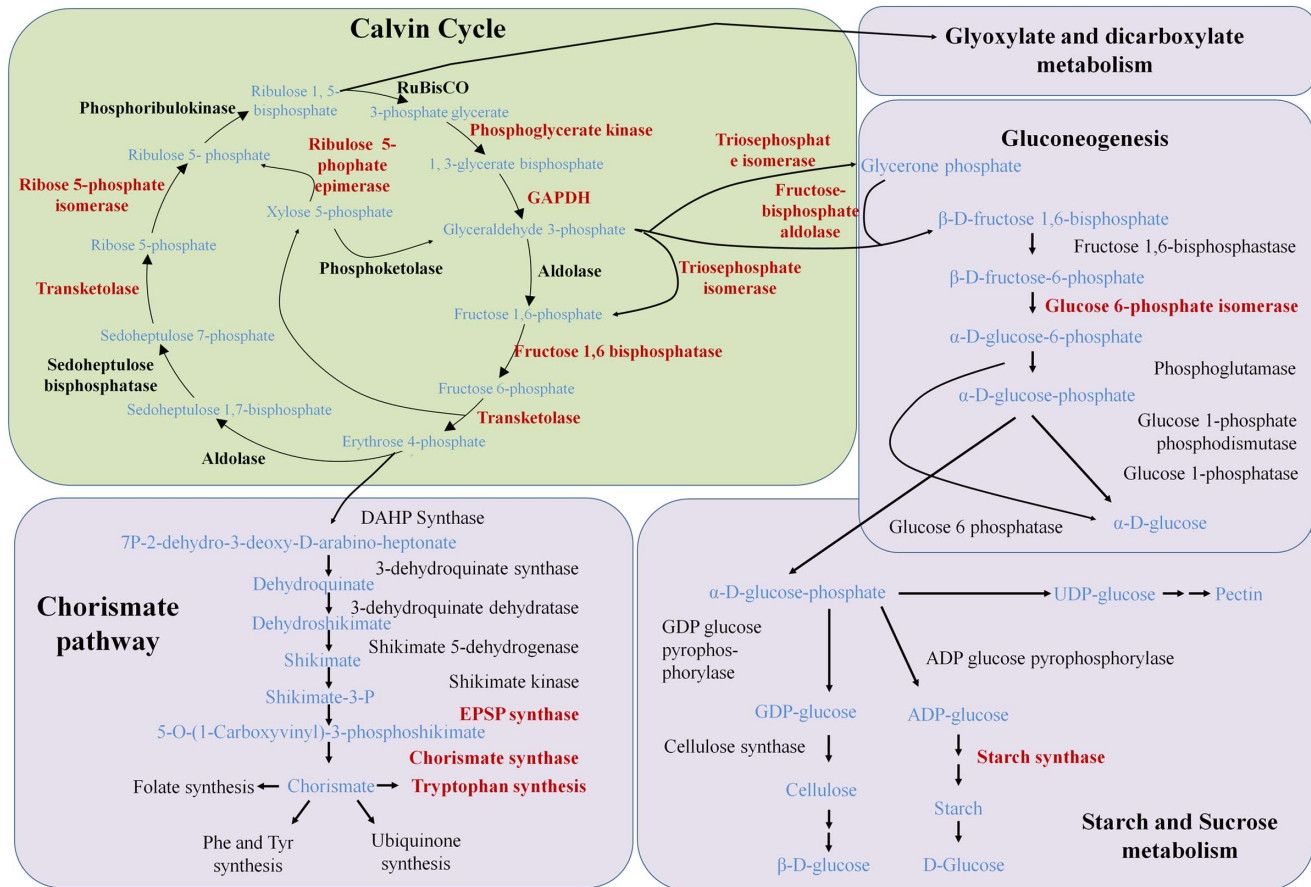 Calvin Cycle
Ribulose 1, 5-
bisphosphate
RuBisCO
Phosphoribulokinase
3-phosphate glycerate
Phosphoglycerate kinase
Ribulose 5- phosphate
Ribulose 5-
phophate
epimerase
1, 3-glycerate bisphosphate
Ribose 5-phosphate
isomerase
GAPDH
Xylose 5-phosphate
Glyceraldehyde 3-phosphate
Ribose 5-phosphate
Phosphoketolase
Aldolase
Triosephosphate
isomerase
Transketolase
Fructose 1,6-phosphate
Sedoheptulose 7-phosphate
Fructose 1,6 bisphosphatase
Sedoheptulose
bisphosphatase
Fructose 6-phosphate
Sedoheptulose 1,7-bisphosphate
Transketolase
Erythrose 4-phosphate
Aldolase
Triosephosphat
e isomerase
Fructose-
bisphosphate
aldolase
Glyoxylate and dicarboxylate
metabolism
Gluconeogenesis
Glycerone phosphate
β-D-fructose 1,6-bisphosphate
Fructose 1,6-bisphosphastase
β-D-fructose-6-phosphate
Glucose 6-phosphate isomerase
α-D-glucose-6-phosphate
Phosphoglutamase
α-D-glucose-phosphate
Glucose 1-phosphate
phosphodismutase
Glucose 1-phosphatase
Glucose 6 phosphatase
α-D-glucose
Chorismate
pathway
DAHP Synthase
7P-2-dehydro-3-deoxy-D-arabino-heptonate
3-dehydroquinate synthase
Dehydroquinate
3-dehydroquinate dehydratase
Dehydroshikimate
Shikimate 5-dehydrogenase
Shikimate
Shikimate kinase
Shikimate-3-P
EPSP synthase
5-O-(1-Carboxyvinyl)-3-phosphoshikimate
Chorismate synthase
Folate synthesis
Chorismate
Tryptophan synthesis
Phe and Tyr
synthesis
Ubiquinone
synthesis
α-D-glucose-phosphate
UDP-glucose
Pectin
GDP glucose
pyrophos-
phorylase
ADP glucose pyrophosphorylase
GDP-glucose
ADP-glucose
Cellulose synthase
Starch synthase
Cellulose
Starch
β-D-glucose
D-Glucose
Starch and Sucrose
metabolism